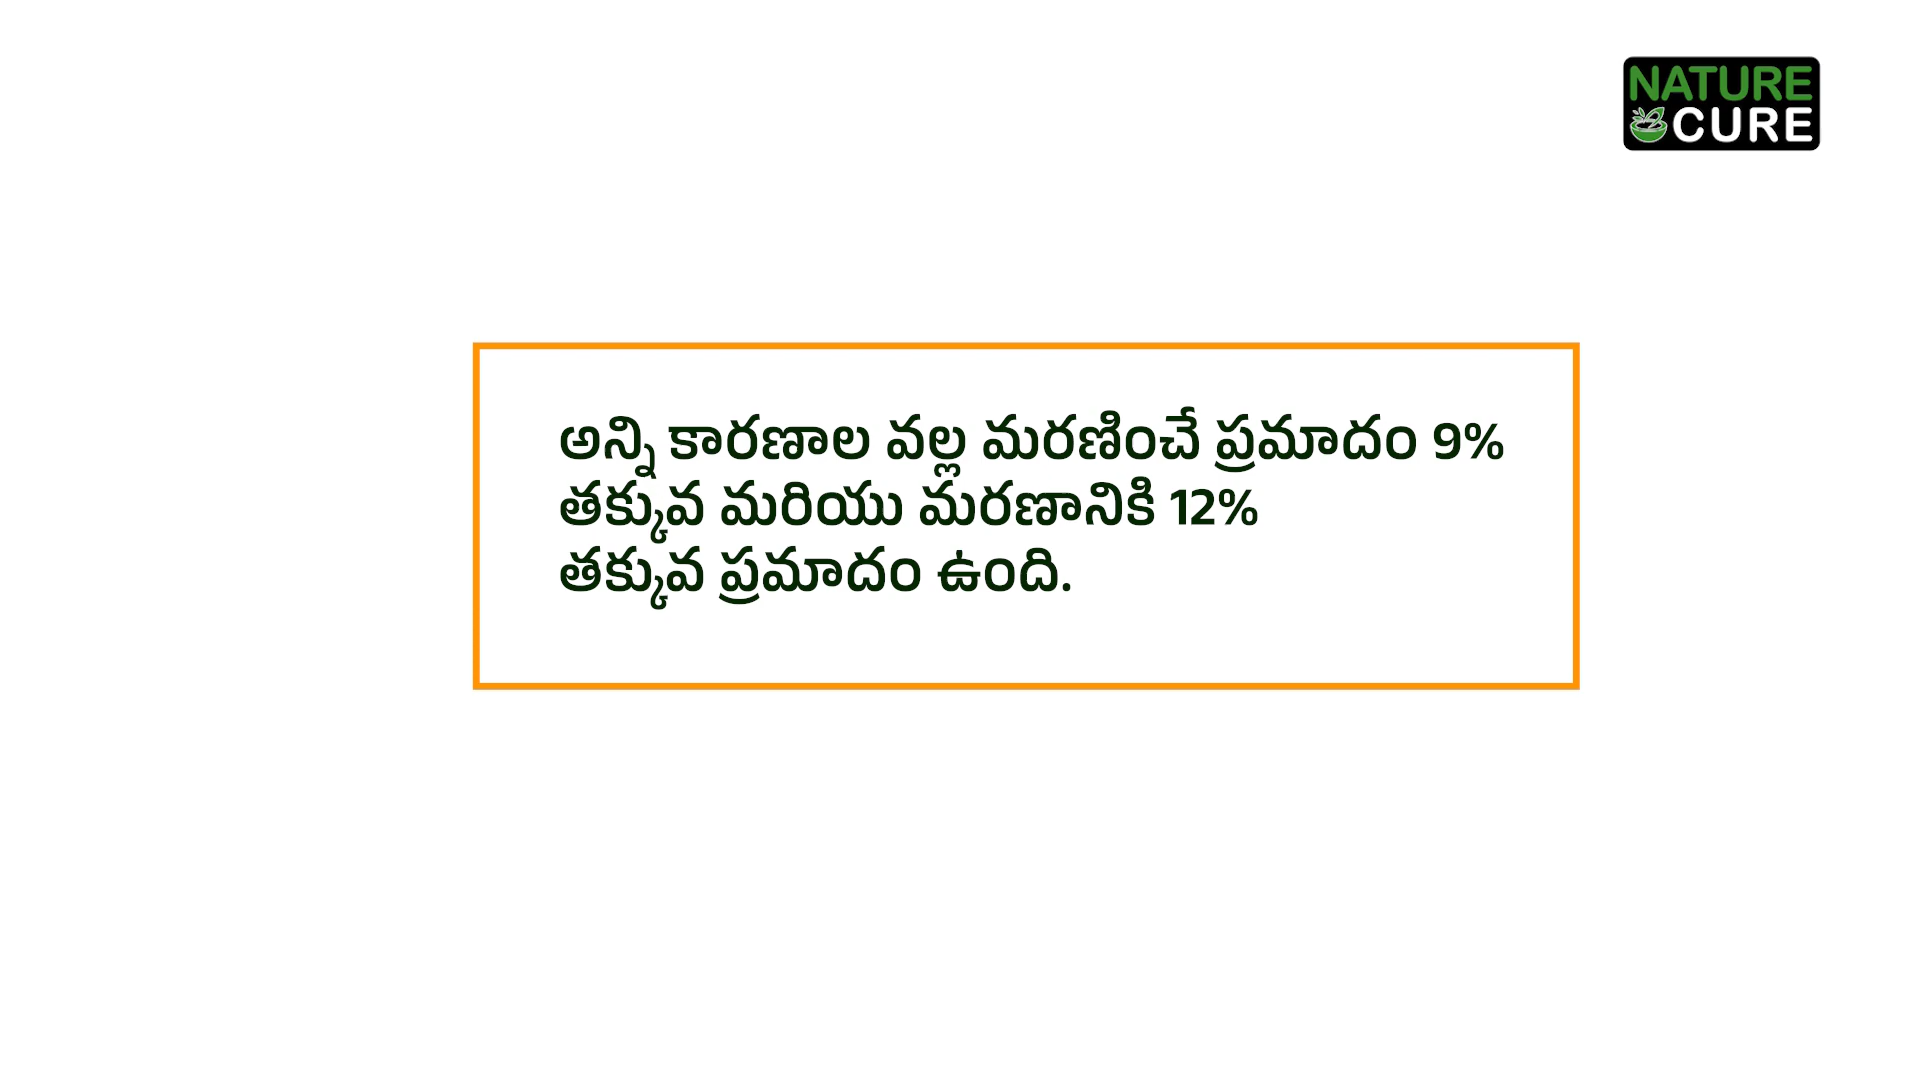 NATURE
CURE
అన్ని కారణాల వల్ల మరణించే ప్రమాదం 9%
తక్కువ మరియు మరణానికి 12%
తక్కువ ప్రమాదం ఉంది.